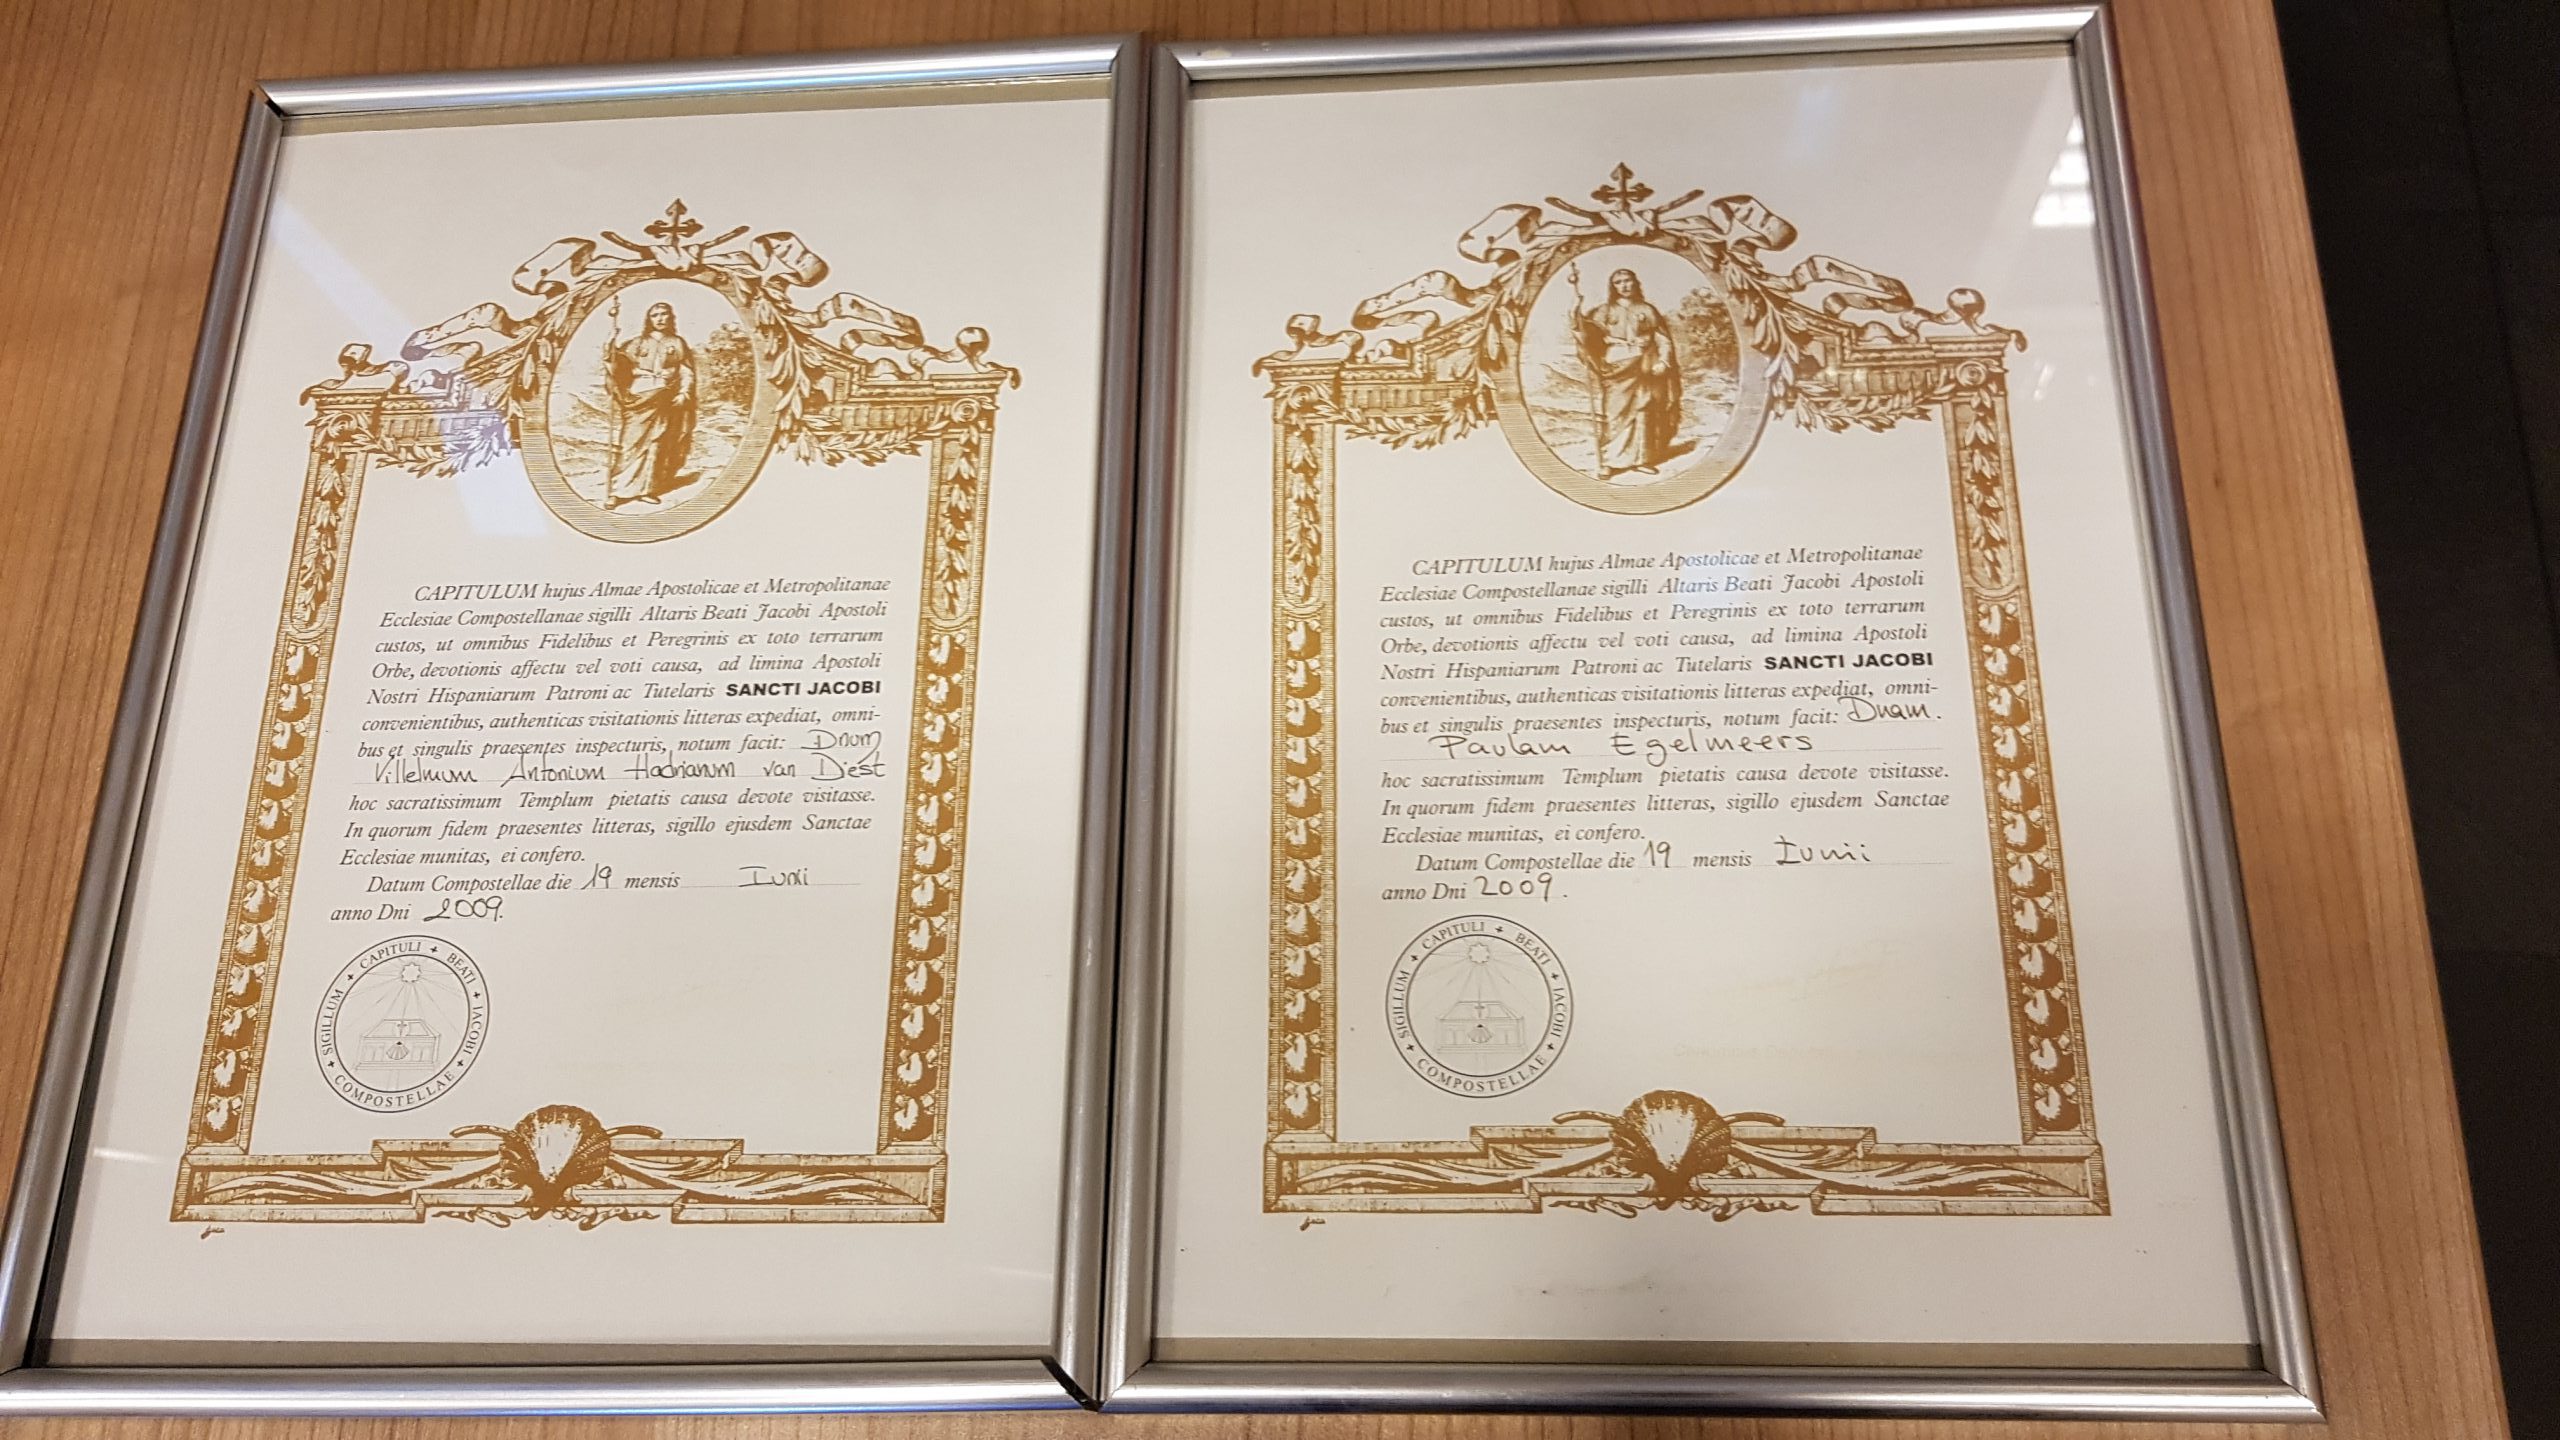 CAPITULUM hujus Almae Apostolicae et Metropolitanae
Ecclesiae Compostellanae sigilli Altaris Beati Jacobi Apostoli
custos, ut omnibus Fidelibus et Peregrinis ex toto terrarum
Orbe, devotionis affectu vel voti causa, ad limina Apostoli
Nostri Hispaniarum Patroni ac Tutelaris SANCTI JACOBI
convenientibus, authenticas visitationis litteras expediat, omni-
bus et singulis praesentes inspecturis, notum facit: Dnum
Villelmum Antonium Hadrianum van Diest
hoc sacratissimum Templum pietatis causa devote visitasse.
In quorum fidem praesentes litteras, sigillo ejusdem Sanctae
Ecclesiae munitas, ei confero.
Datum Compostellae die 19 mensis Iunii
anno Dni 2009.
SIGILLUM + CAPITULI + BEATI + IACOBI + COMPOSTELLAE +
CAPITULUM hujus Almae Apostolicae et Metropolitanae
Ecclesiae Compostellanae sigilli Altaris Beati Jacobi Apostoli
custos, ut omnibus Fidelibus et Peregrinis ex toto terrarum
Orbe, devotionis affectu vel voti causa, ad limina Apostoli
Nostri Hispaniarum Patroni ac Tutelaris SANCTI JACOBI
convenientibus, authenticas visitationis litteras expediat, omni-
bus et singulis praesentes inspecturis, notum facit: Dnam.
Paulam Egelmeers
hoc sacratissimum Templum pietatis causa devote visitasse.
In quorum fidem praesentes litteras, sigillo ejusdem Sanctae
Ecclesiae munitas, ei confero.
Datum Compostellae die 19 mensis Iunii
anno Dni 2009.
SIGILLUM + CAPITULI + BEATI + IACOBI + COMPOSTELLAE +